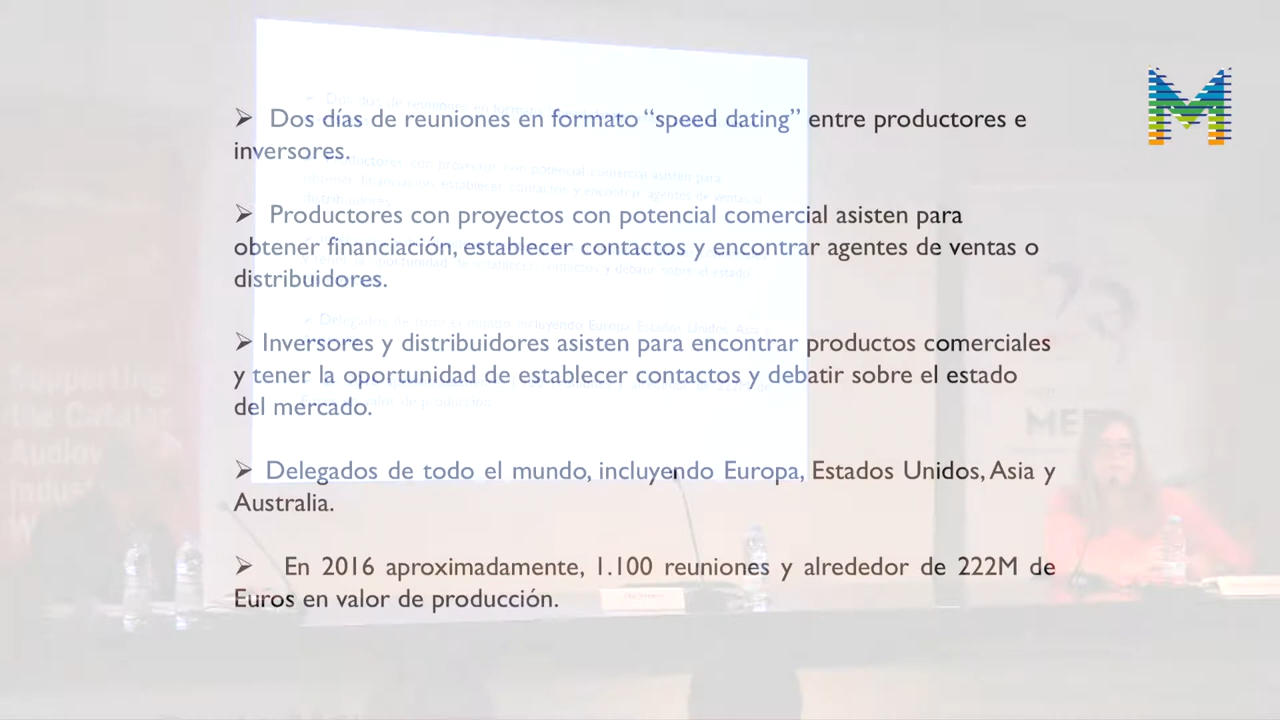 ➢ Dos días de reuniones en formato “speed dating” entre productores e
inversores.
➢ Productores con proyectos con potencial comercial asisten para
obtener financiación, establecer contactos y encontrar agentes de ventas o
distribuidores.
➢ Inversores y distribuidores asisten para encontrar productos comerciales
y tener la oportunidad de establecer contactos y debatir sobre el estado
del mercado.
➢ Delegados de todo el mundo, incluyendo Europa, Estados Unidos, Asia y
Australia.
➢ En 2016 aproximadamente, 1.100 reuniones y alrededor de 222M de
Euros en valor de producción.
M
Supporting
the Catalan